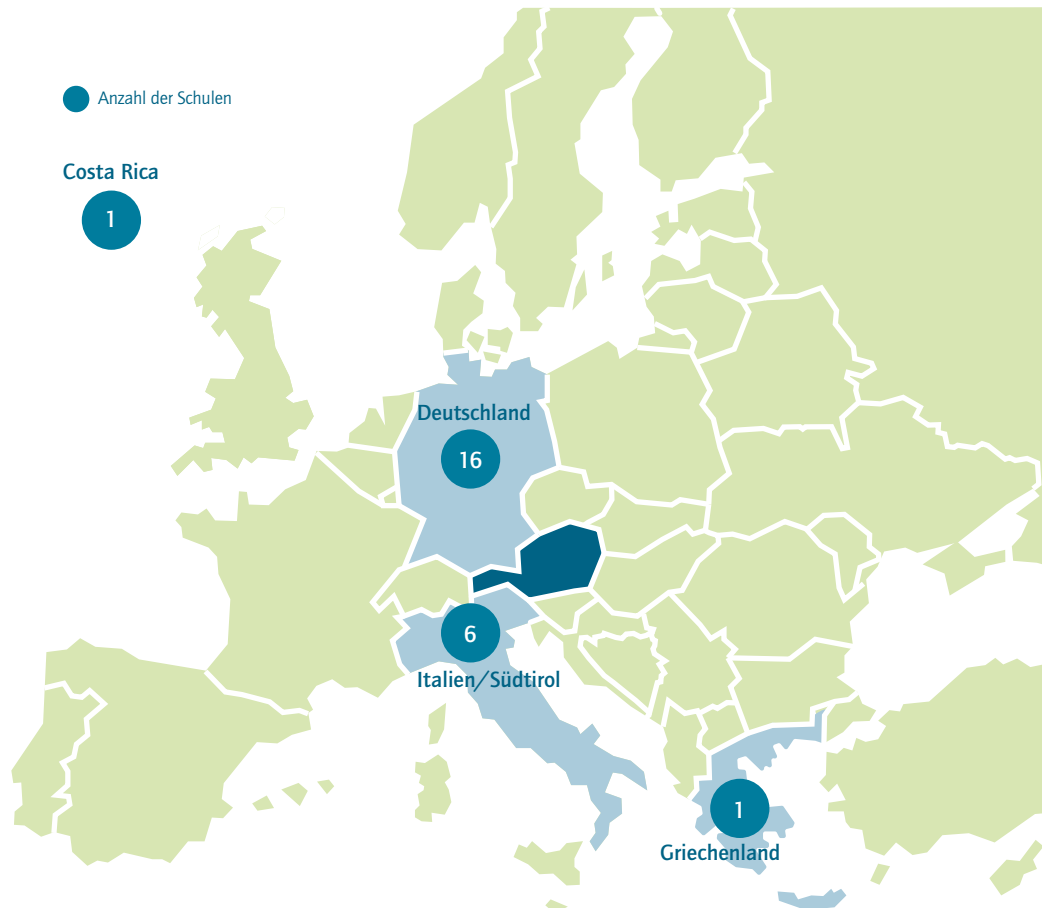 Anzahl der Schulen
Costa Rica
1
Deutschland
16
6
Italien/Südtirol
1
Griechenland